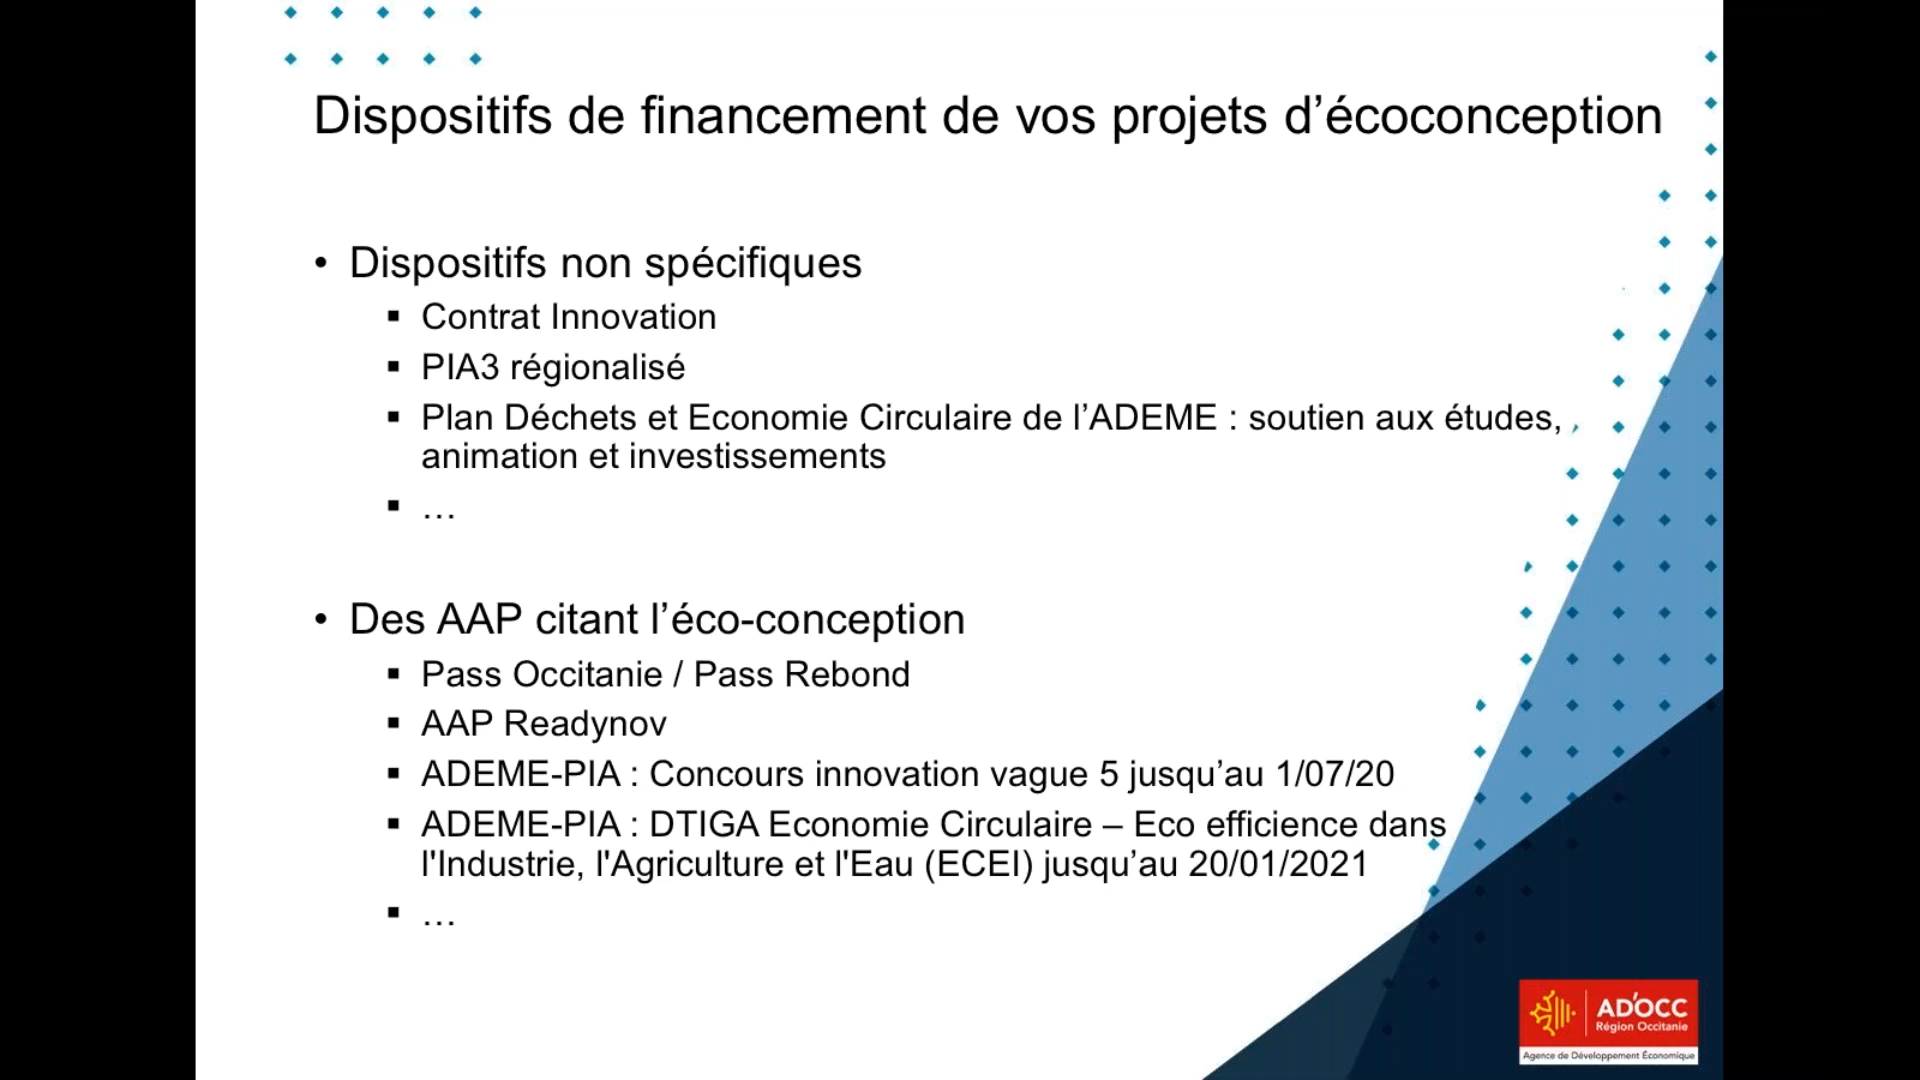 Dispositifs de financement de vos projets d’écoconception
• Dispositifs non spécifiques
▪ Contrat Innovation
▪ PIA3 régionalisé
▪ Plan Déchets et Economie Circulaire de l’ADEME : soutien aux études,
animation et investissements
▪ …
• Des AAP citant l’éco-conception
▪ Pass Occitanie / Pass Rebond
▪ AAP Readynov
▪ ADEME-PIA : Concours innovation vague 5 jusqu’au 1/07/20
▪ ADEME-PIA : DTIGA Economie Circulaire – Eco efficience dans
l'Industrie, l'Agriculture et l'Eau (ECEI) jusqu’au 20/01/2021
▪ …
AD'OCC
Région Occitanie
Agence de Développement Économique